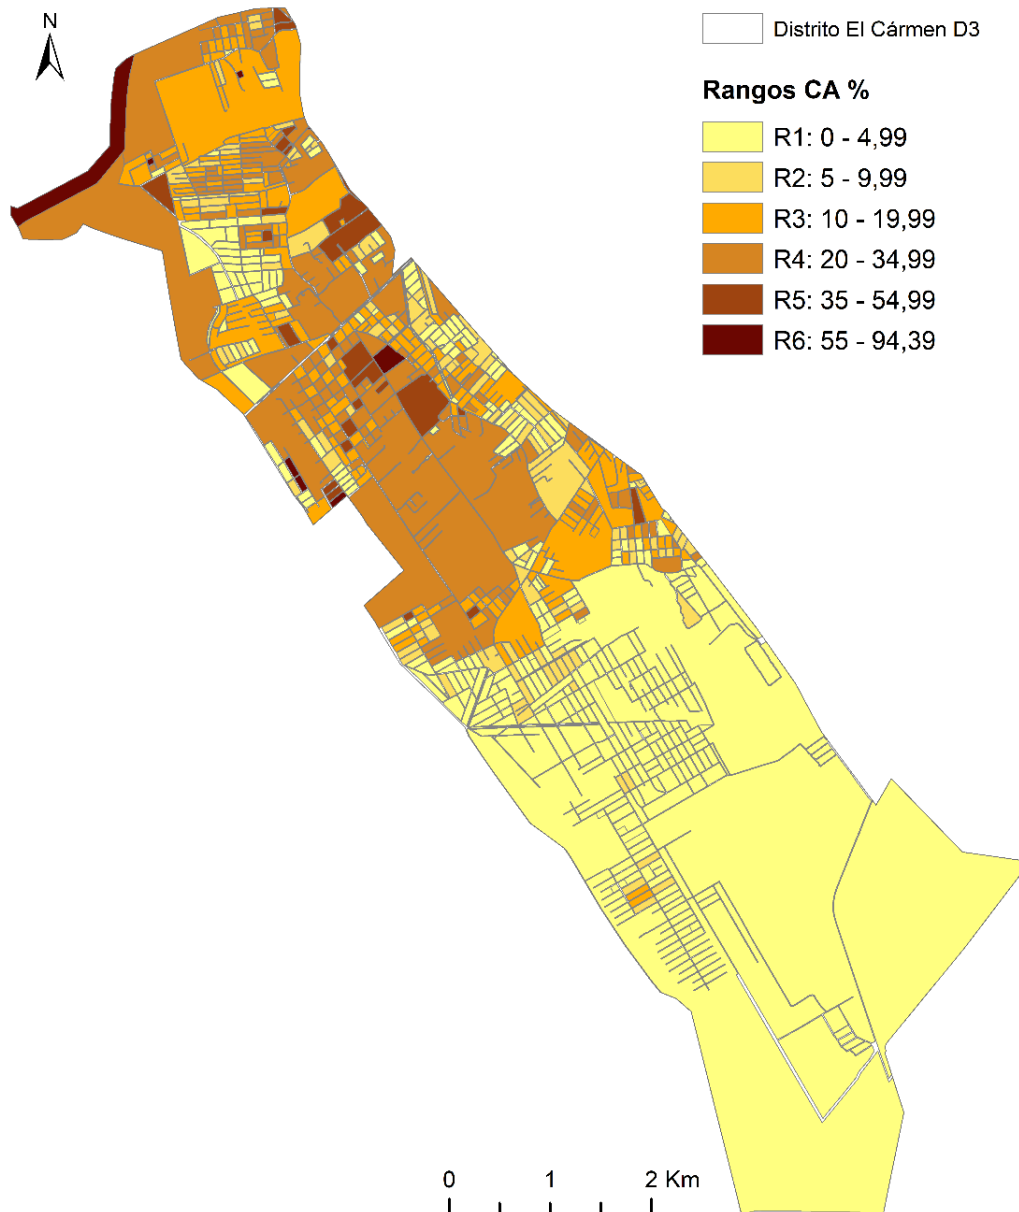 N
Distrito El Cármen D3
Rangos CA %
R1: 0 - 4,99
R2: 5 - 9,99
R3: 10 - 19,99
R4: 20 - 34,99
R5: 35 - 54,99
R6: 55 - 94,39
0 1 2 Km